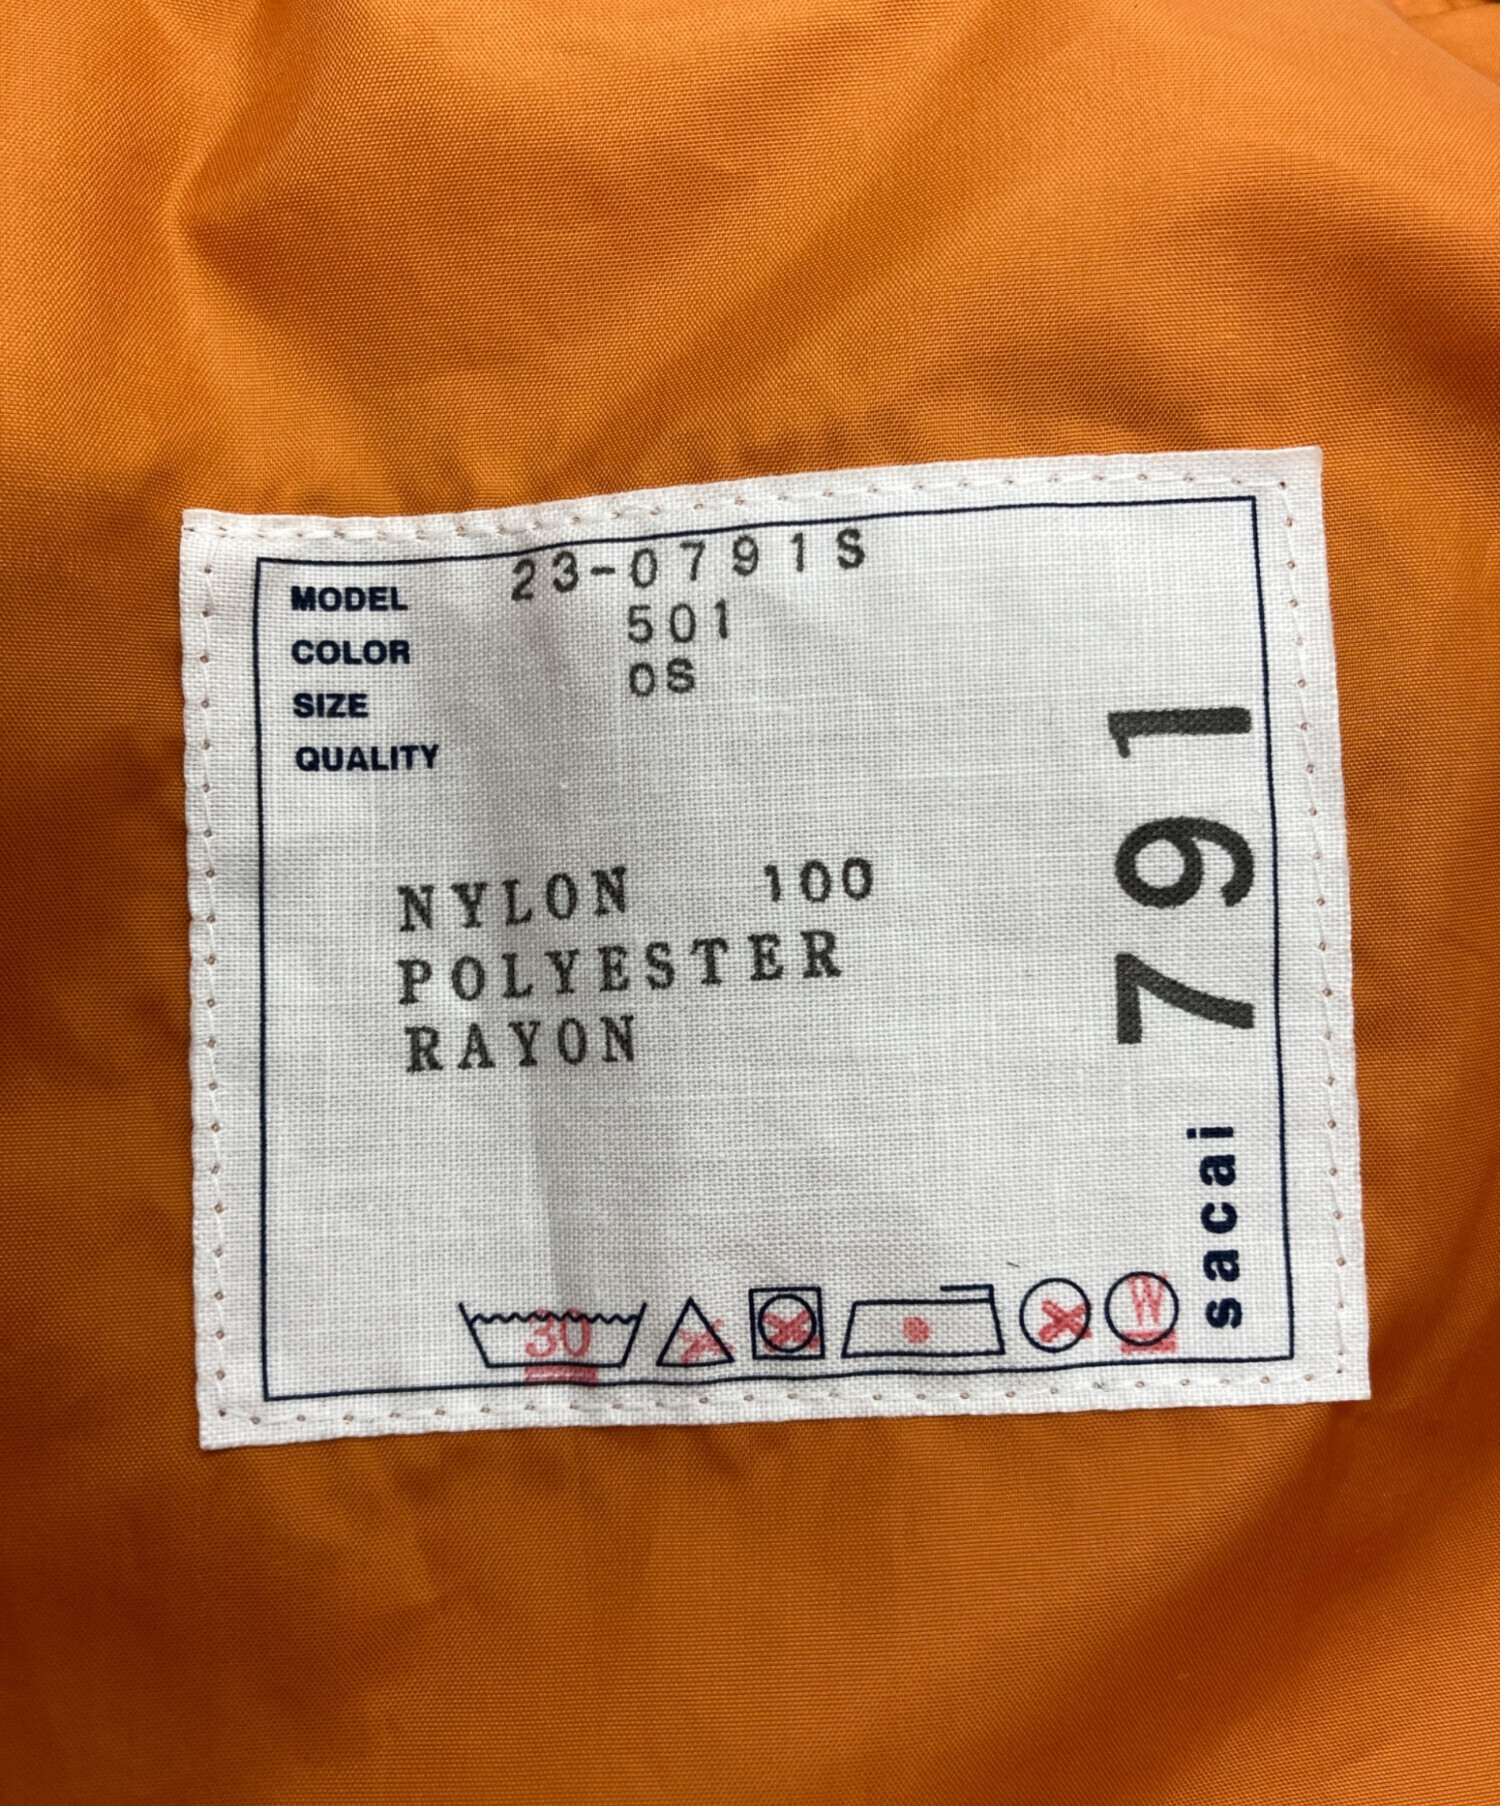 MODEL 23-0791S
COLOR 501
SIZE OS
QUALITY
NYLON 100
POLYESTER
RAYON
791
sacai
30
W